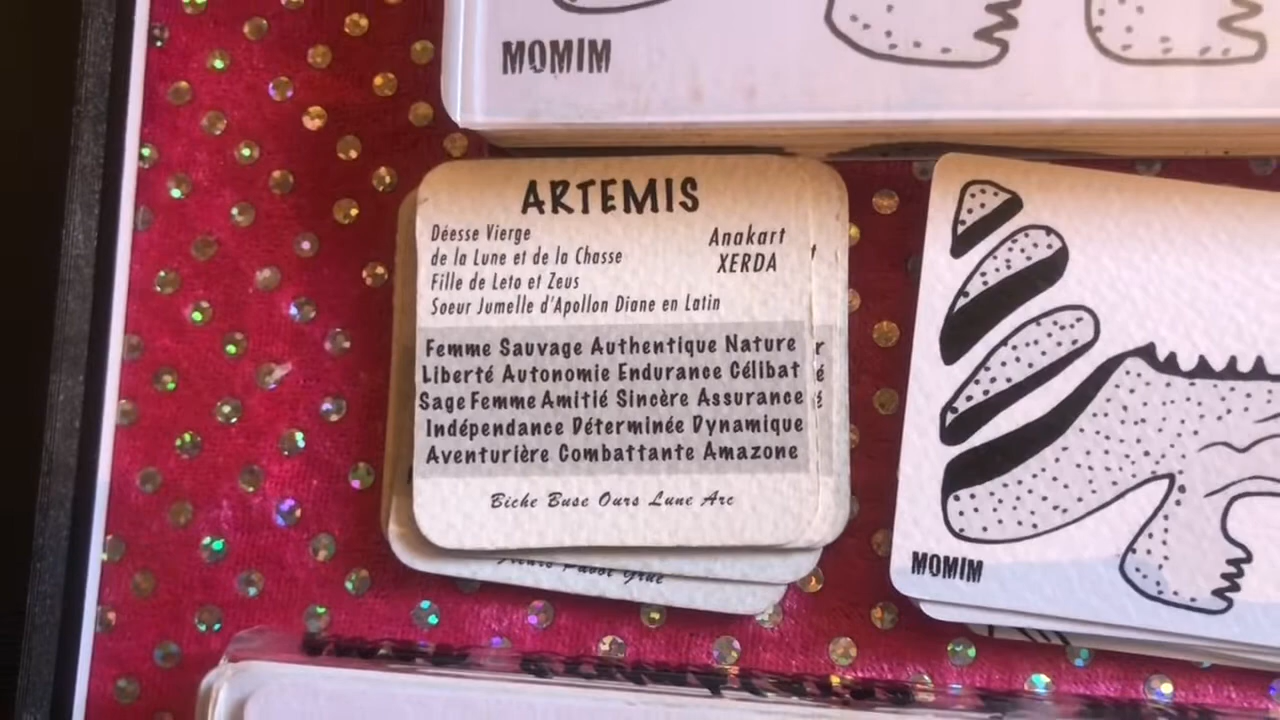 MOMIM
ARTEMIS
Déesse Vierge
de la Lune et de la Chasse
Fille de Leto et Zeus
Soeur Jumelle d'Apollon Diane en Latin
Anakart
XERDA
Femme Sauvage Authentique Nature
Liberté Autonomie Endurance Célibat
Sage Femme Amitié Sincère Assurance
Indépendance Déterminée Dynamique
Aventurière Combattante Amazone
Biche Buse Ours Lune Arc
MOMIM